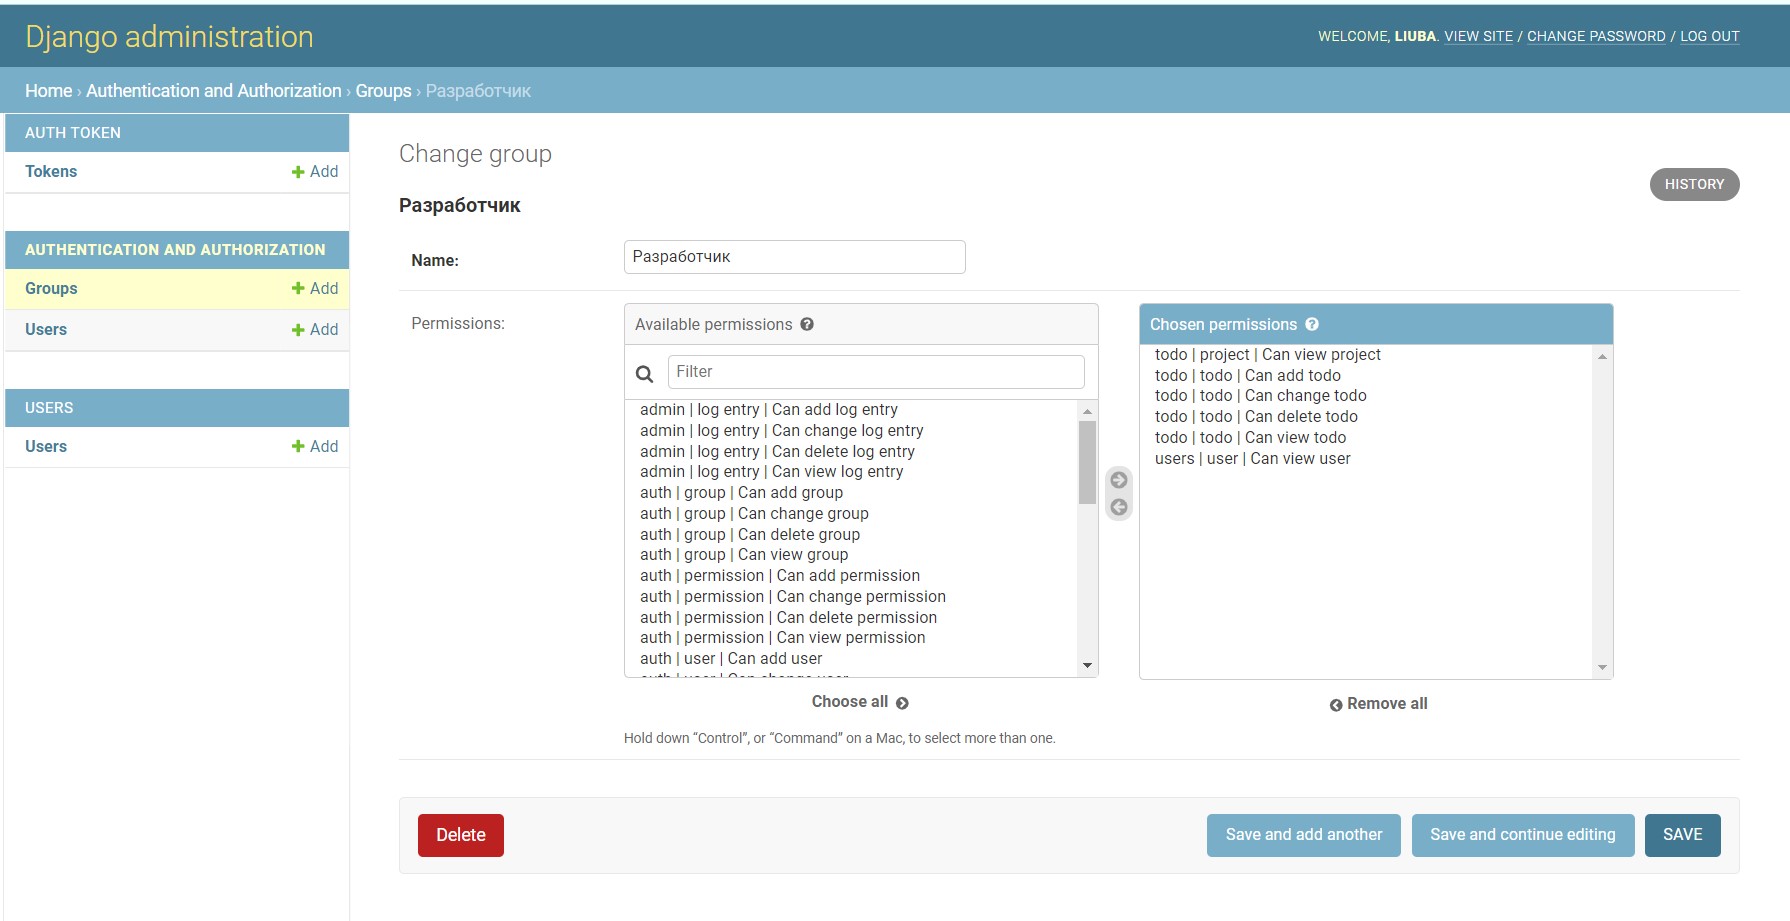 Django administration
WELCOME, LIUBA. VIEW SITE / CHANGE PASSWORD / LOG OUT
Home › Authentication and Authorization › Groups › Разработчик
AUTH TOKEN
Tokens
Add
AUTHENTICATION AND AUTHORIZATION
Groups
Add
Users
Add
USERS
Users
Add
Change group
HISTORY
Разработчик
Name:
Разработчик
Permissions:
Available permissions
Filter
admin | log entry | Can add log entry
admin | log entry | Can change log entry
admin | log entry | Can delete log entry
admin | log entry | Can view log entry
auth | group | Can add group
auth | group | Can change group
auth | group | Can delete group
auth | group | Can view group
auth | permission | Can add permission
auth | permission | Can change permission
auth | permission | Can delete permission
auth | permission | Can view permission
auth | user | Can add user
auth | user | Can change user
Choose all
Hold down “Control”, or “Command” on a Mac, to select more than one.
Chosen permissions
todo | project | Can view project
todo | todo | Can add todo
todo | todo | Can change todo
todo | todo | Can delete todo
todo | todo | Can view todo
users | user | Can view user
Remove all
Delete
Save and add another
Save and continue editing
SAVE